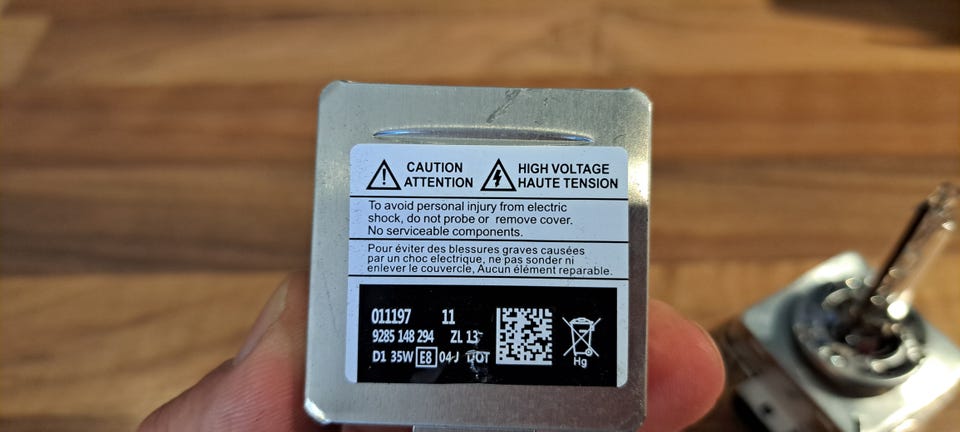 CAUTION
ATTENTION
HIGH VOLTAGE
HAUTE TENSION
To avoid personal injury from electric
shock, do not probe or remove cover.
No serviceable components.
Pour éviter des blessures graves causées
par un choc electrique, ne pas sonder ni
enlever le couvercle, Aucun élément reparable.
011197 11
9285 148 294 ZL 13
D1 35W E8 04-J DOT
Hg